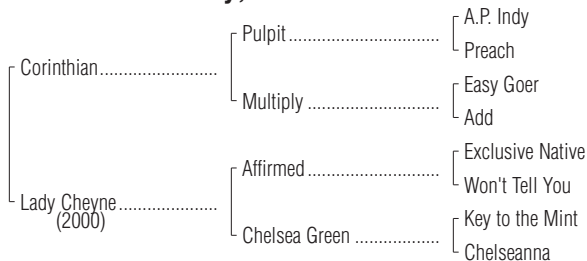 A.P. Indy
Pulpit........................................
Preach
Corinthian.............................
Easy Goer
Multiply ...................................
Add
Exclusive Native
Affirmed ...................................
Won't Tell You
Lady Cheyne........................
(2000)
Key to the Mint
Chelsea Green ......................
Chelseanna